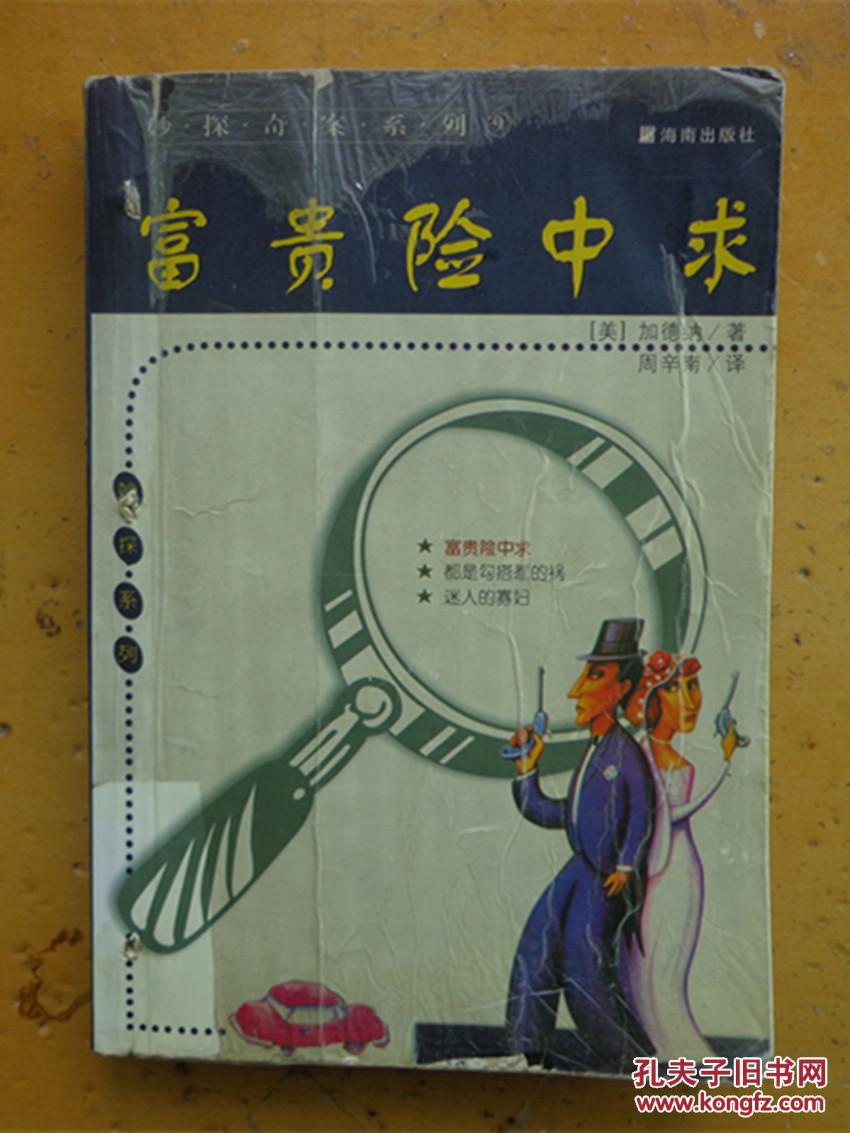 妙·探·奇·案·系·列⑨
海南出版社
富贵险中求
[美] 加德纳/著
周辛南/译
探·系·列
★ 富贵险中求
★ 都是勾搭惹的祸
★ 迷人的寡妇
孔夫子旧书网
www.kongfz.com